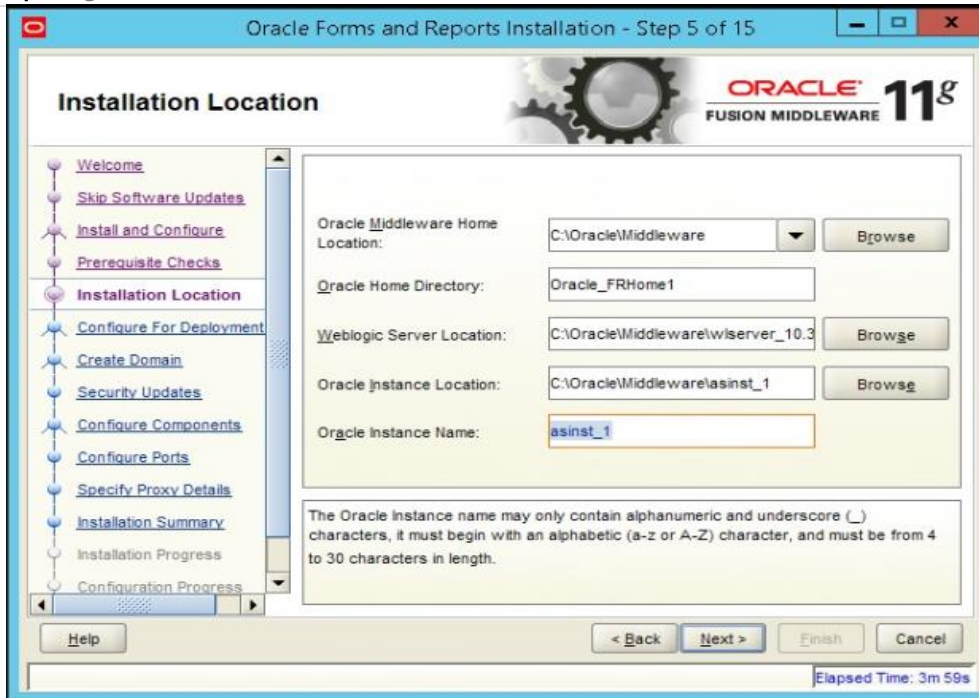 Oracle Forms and Reports Installation - Step 5 of 15
Installation Location
ORACLE
FUSION MIDDLEWARE 11g
Welcome
Skip Software Updates
Install and Configure
Prerequisite Checks
Installation Location
Configure For Deployment
Create Domain
Security Updates
Configure Components
Configure Ports
Specify Proxy Details
Installation Summary
Installation Progress
Configuration Progress
Oracle Middleware Home
Location:
C:\Oracle\Middleware
Browse
Oracle Home Directory:
Oracle_FRHome1
Weblogic Server Location:
C:\Oracle\Middleware\wlserver_10.3
Browse
Oracle Instance Location:
C:\Oracle\Middleware\asinst_1
Browse
Oracle Instance Name:
asinst_1
The Oracle Instance name may only contain alphanumeric and underscore (_)
characters, it must begin with an alphabetic (a-z or A-Z) character, and must be from 4
to 30 characters in length.
Help
< Back
Next >
Finish
Cancel
Elapsed Time: 3m 59s